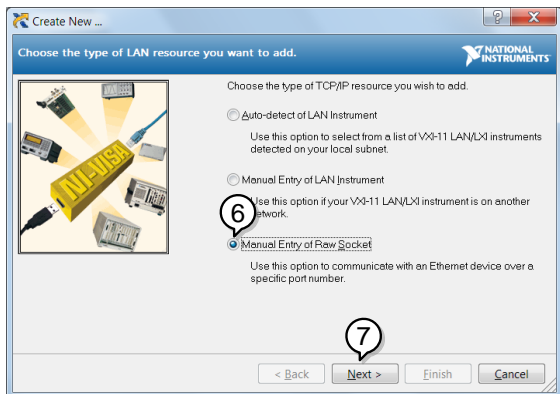 Create New ...
Choose the type of LAN resource you want to add.
NATIONAL
INSTRUMENTS
NI-VISA
Choose the type of TCP/IP resource you wish to add.
Auto-detect of LAN Instrument
Use this option to select from a list of VXI-11 LAN/LXI instruments
detected on your local subnet.
Manual Entry of LAN Instrument
Use this option if your VXI-11 LAN/LXI instrument is on another
network.
6
Manual Entry of Raw Socket
Use this option to communicate with an Ethernet device over a
specific port number.
7
< Back
Next >
Finish
Cancel